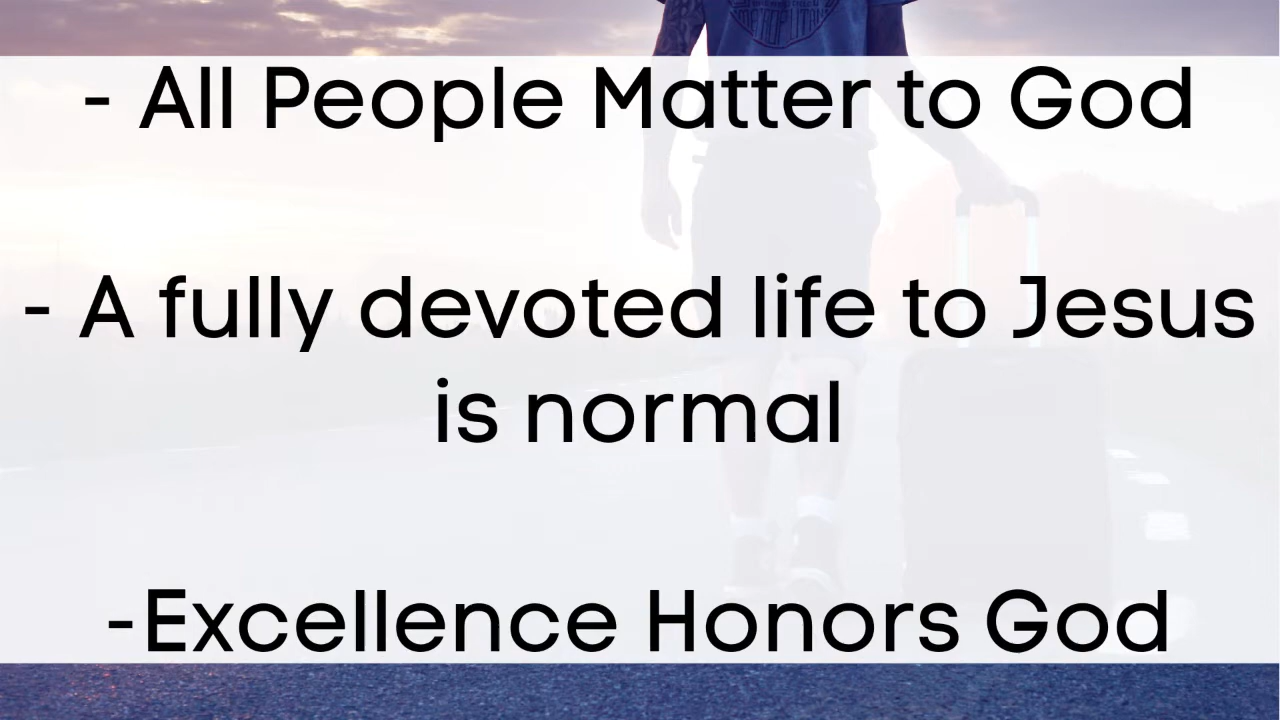 - All People Matter to God
- A fully devoted life to Jesus
is normal
-Excellence Honors God